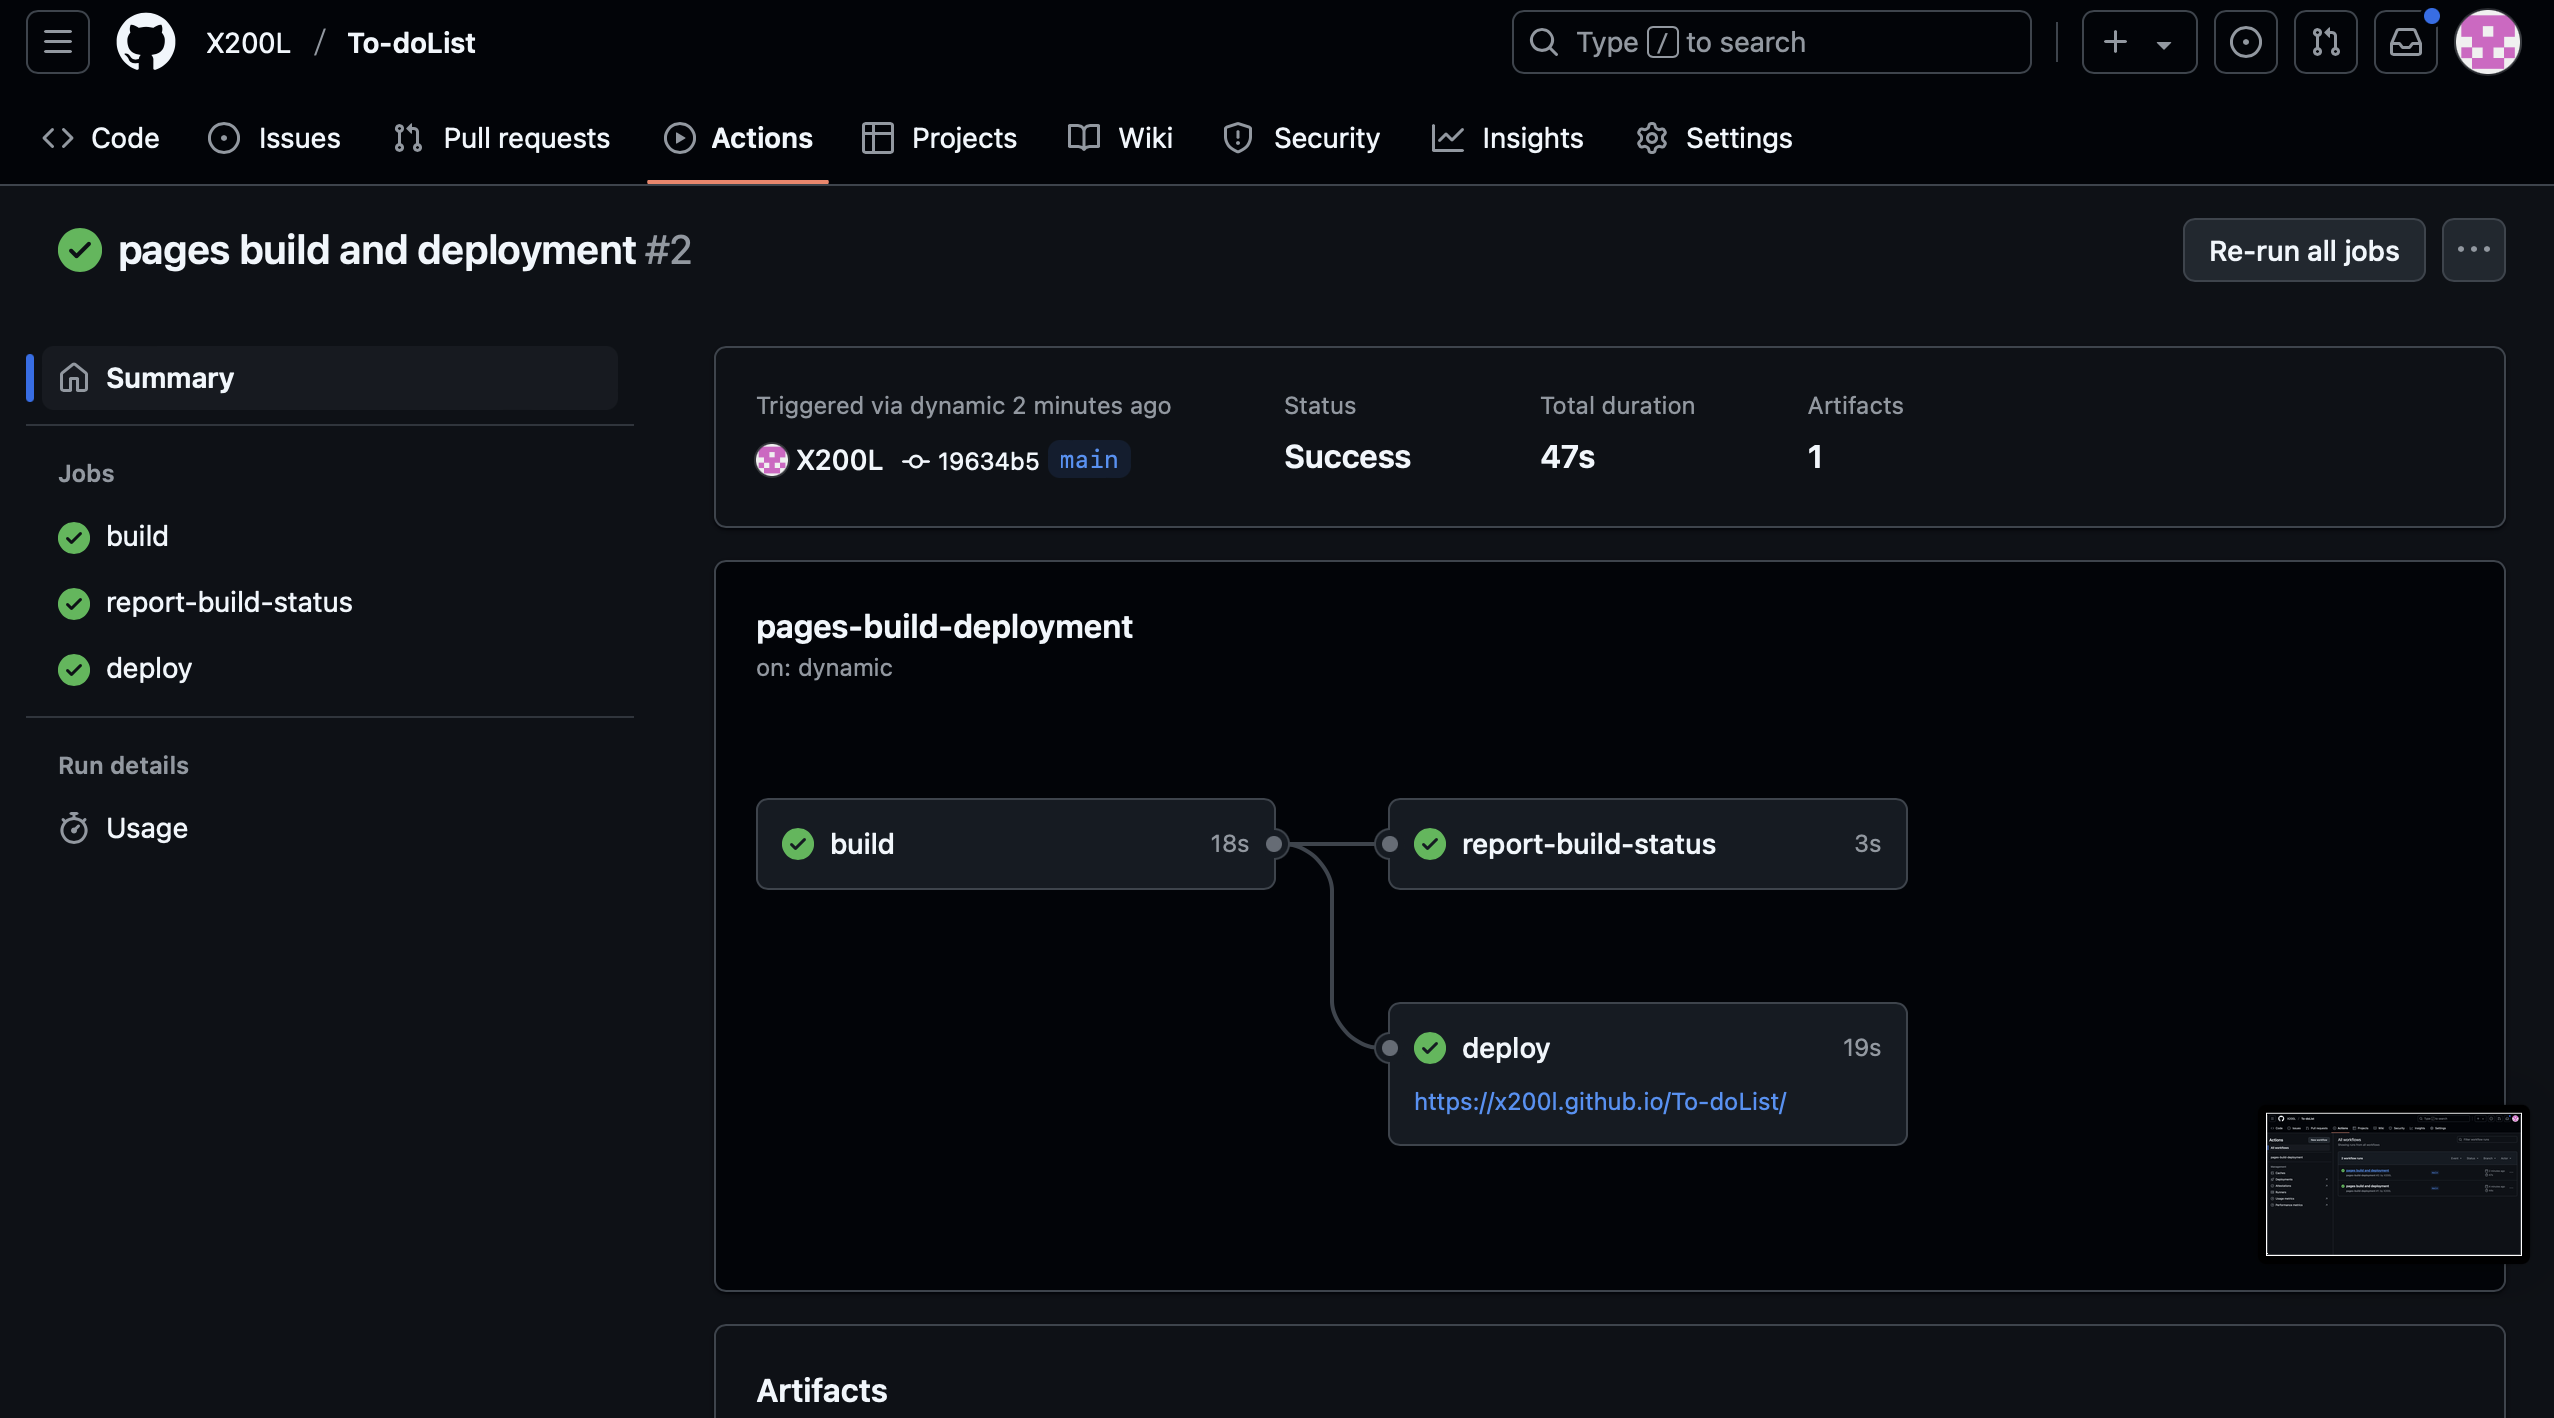 X200L / To-doList
Type / to search
Code Issues Pull requests Actions Projects Wiki Security Insights Settings
pages build and deployment #2
Re-run all jobs
Summary
Jobs
build
report-build-status
deploy
Run details
Usage
Triggered via dynamic 2 minutes ago
X200L 19634b5 main
Status
Success
Total duration
47s
Artifacts
1
pages-build-deployment
on: dynamic
build 18s
report-build-status 3s
deploy 19s
https://x200l.github.io/To-doList/
Artifacts